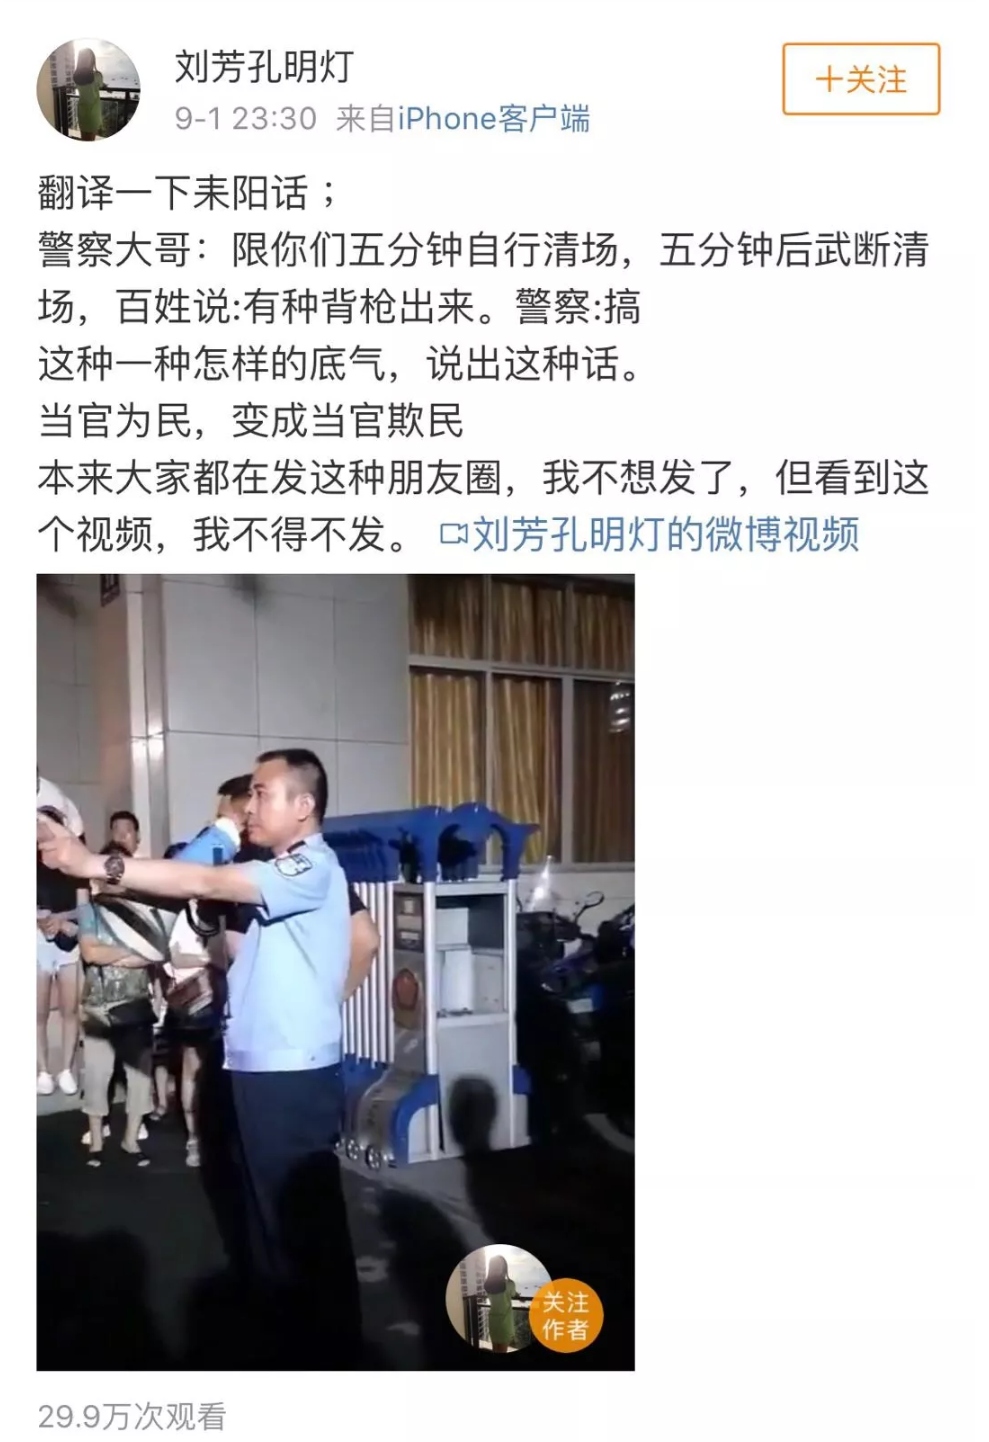 刘芳孔明灯
十关注
9-1 23:30 来自iPhone客户端
翻译一下耒阳话；
警察大哥：限你们五分钟自行清场，五分钟后武断清
场，百姓说:有种背枪出来。警察:搞
这种一种怎样的底气，说出这种话。
当官为民，变成当官欺民
本来大家都在发这种朋友圈，我不想发了，但看到这
个视频，我不得不发。 刘芳孔明灯的微博视频
关注
作者
29.9万次观看